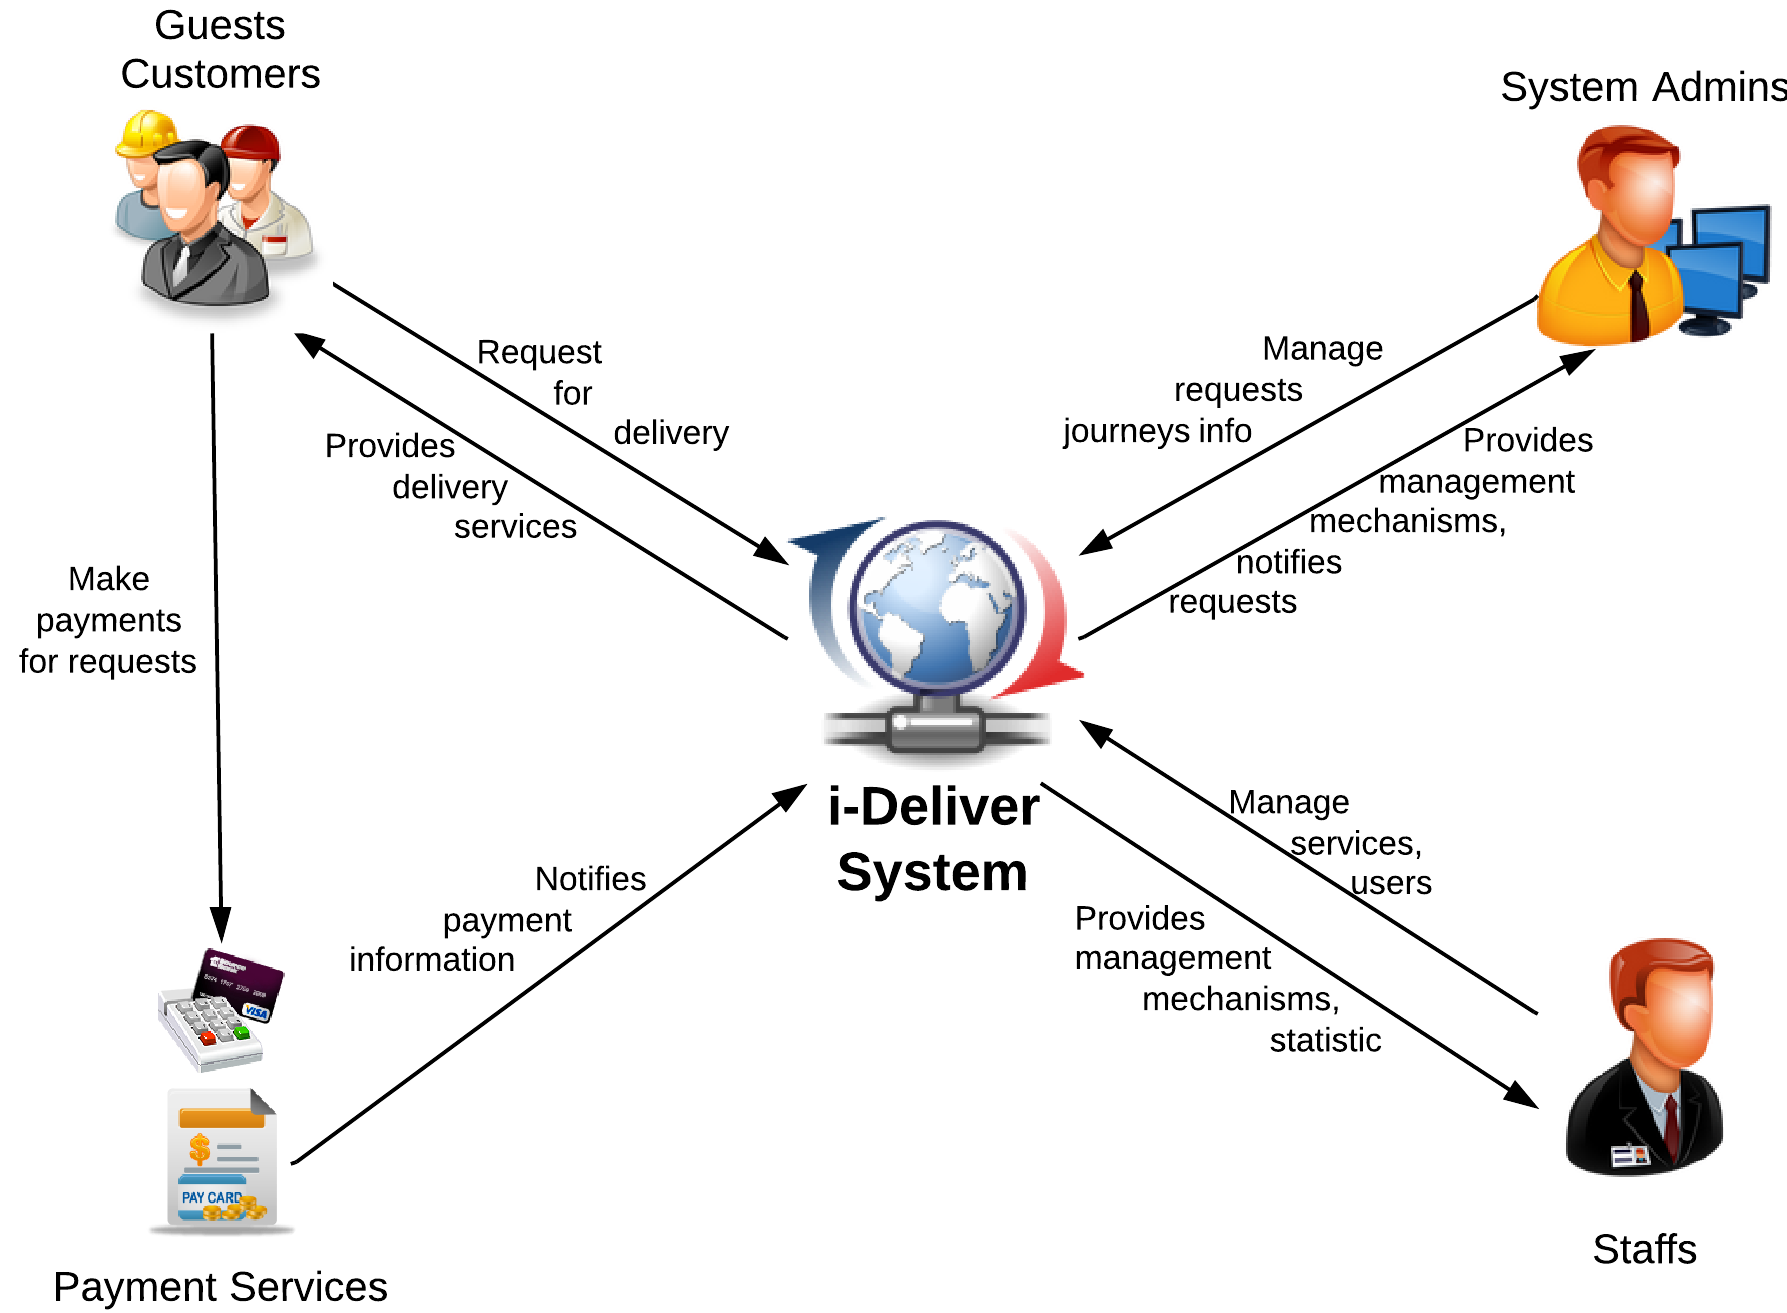 Guests
Customers
System Admins
Request
for
delivery
Provides
delivery
services
Manage
requests
journeys info
Provides
management
mechanisms,
notifies
requests
Make
payments
for requests
i-Deliver
System
Notifies
payment
information
Manage
services,
users
Provides
management
mechanisms,
statistic
VISA
$
PAY CARD
Payment Services
Staffs